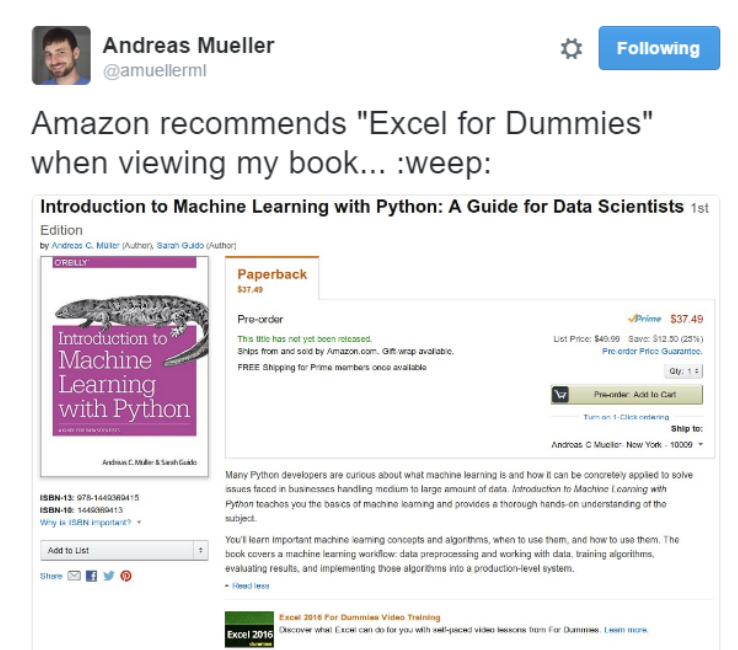 Andreas Mueller
@amuellerml
Following
Amazon recommends "Excel for Dummies"
when viewing my book... :weep:
Introduction to Machine Learning with Python: A Guide for Data Scientists 1st
Edition
by Andreas C. Müller (Author), Sarah Guido (Author)
O'REILLY
Introduction to
Machine
Learning
with Python
A GUIDE FOR DATA SCIENTISTS
Andreas C. Müller & Sarah Guido
ISBN-13: 978-1449369415
ISBN-10: 1449369413
Why is ISBN important?
Add to List
Share
Paperback
$37.49
Pre-order
Prime $37.49
This title has not yet been released.
List Price: $49.99 Save: $12.50 (25%)
Ships from and sold by Amazon.com. Gift-wrap available.
Pre-order Price Guarantee.
FREE Shipping for Prime members once available
Qty: 1
Pre-order: Add to Cart
Turn on 1-Click ordering
Ship to:
Andreas C Mueller- New York - 10009
Many Python developers are curious about what machine learning is and how it can be concretely applied to solve
issues faced in businesses handling medium to large amount of data. Introduction to Machine Learning with
Python teaches you the basics of machine learning and provides a thorough hands-on understanding of the
subject.
You'll learn important machine learning concepts and algorithms, when to use them, and how to use them. The
book covers a machine learning workflow: data preprocessing and working with data, training algorithms,
evaluating results, and implementing those algorithms into a production-level system.
Read less
Excel 2016
dummies
Excel 2016 For Dummies Video Training
Discover what Excel can do for you with self-paced video lessons from For Dummies. Learn more.